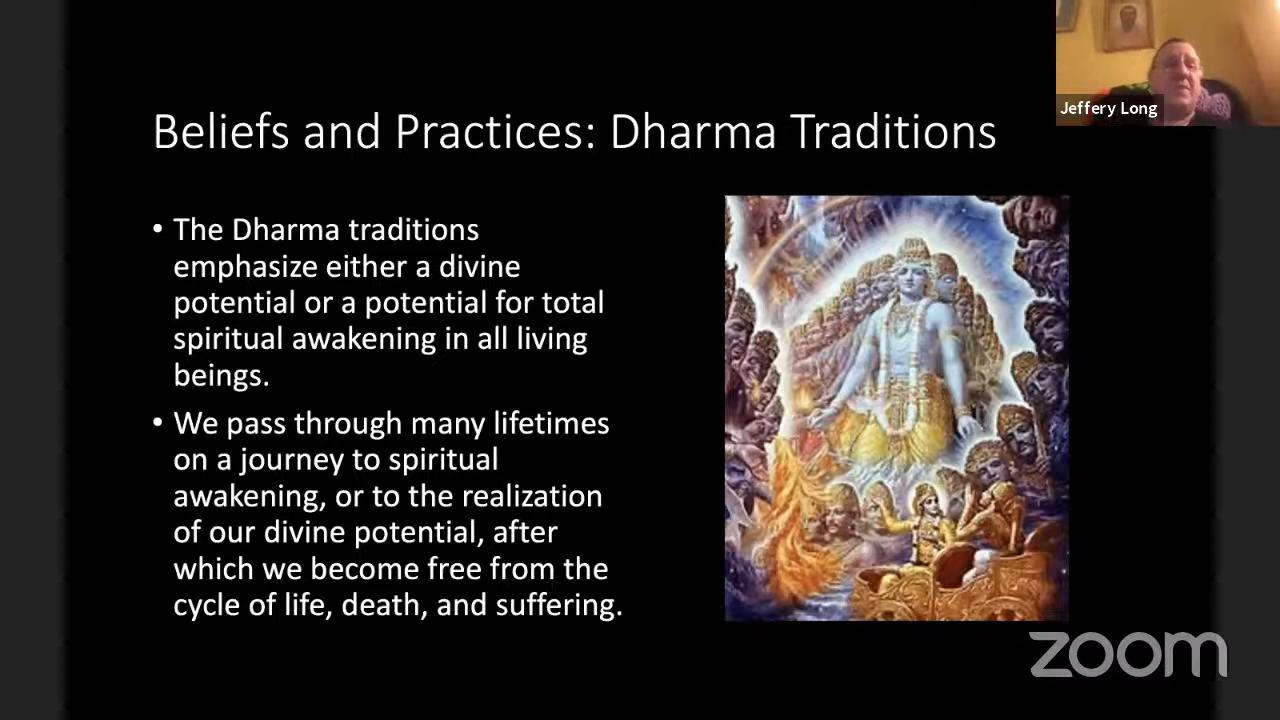 Jeffery Long
Beliefs and Practices: Dharma Traditions
• The Dharma traditions
emphasize either a divine
potential or a potential for total
spiritual awakening in all living
beings.
• We pass through many lifetimes
on a journey to spiritual
awakening, or to the realization
of our divine potential, after
which we become free from the
cycle of life, death, and suffering.
zoom